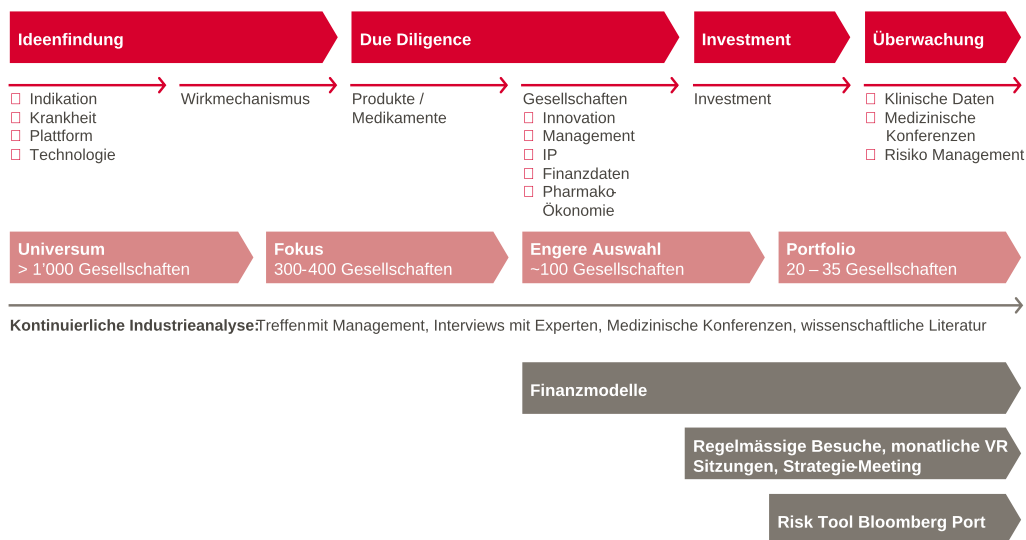 Ideenfindung
Due Diligence
Investment
Überwachung
Indikation
Krankheit
Plattform
Technologie
Wirkmechanismus
Produkte /
Medikamente
Gesellschaften
Innovation
Management
IP
Finanzdaten
Pharmako-
Ökonomie
Investment
Klinische Daten
Medizinische
Konferenzen
Risiko Management
Universum
> 1’000 Gesellschaften
Fokus
300-400 Gesellschaften
Engere Auswahl
~100 Gesellschaften
Portfolio
20 – 35 Gesellschaften
Kontinuierliche Industrieanalyse: Treffen mit Management, Interviews mit Experten, Medizinische Konferenzen, wissenschaftliche Literatur
Finanzmodelle
Regelmässige Besuche, monatliche VR
Sitzungen, Strategie-Meeting
Risk Tool Bloomberg Port